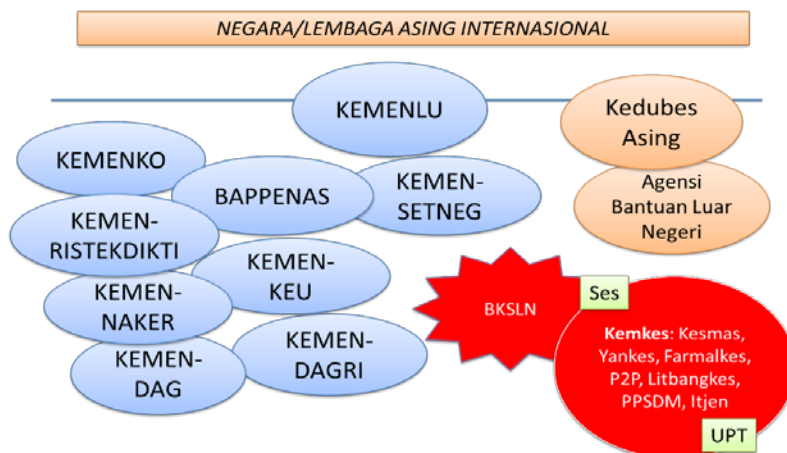 NEGARA/LEMBAGA ASING INTERNASIONAL
KEMENLU
Kedubes
Asing
KEMENKO
BAPPENAS
KEMEN-
SETNEG
Agensi
Bantuan Luar
Negeri
KEMEN-
RISTEKDIKTI
KEMEN-
KEU
KEMEN-
NAKER
BKSLN
Ses
Kemkes: Kesmas,
Yankes, Farmalkes,
P2P, Litbangkes,
PPSDM, Itjen
UPT
KEMEN-
DAGRI
KEMEN-
DAG